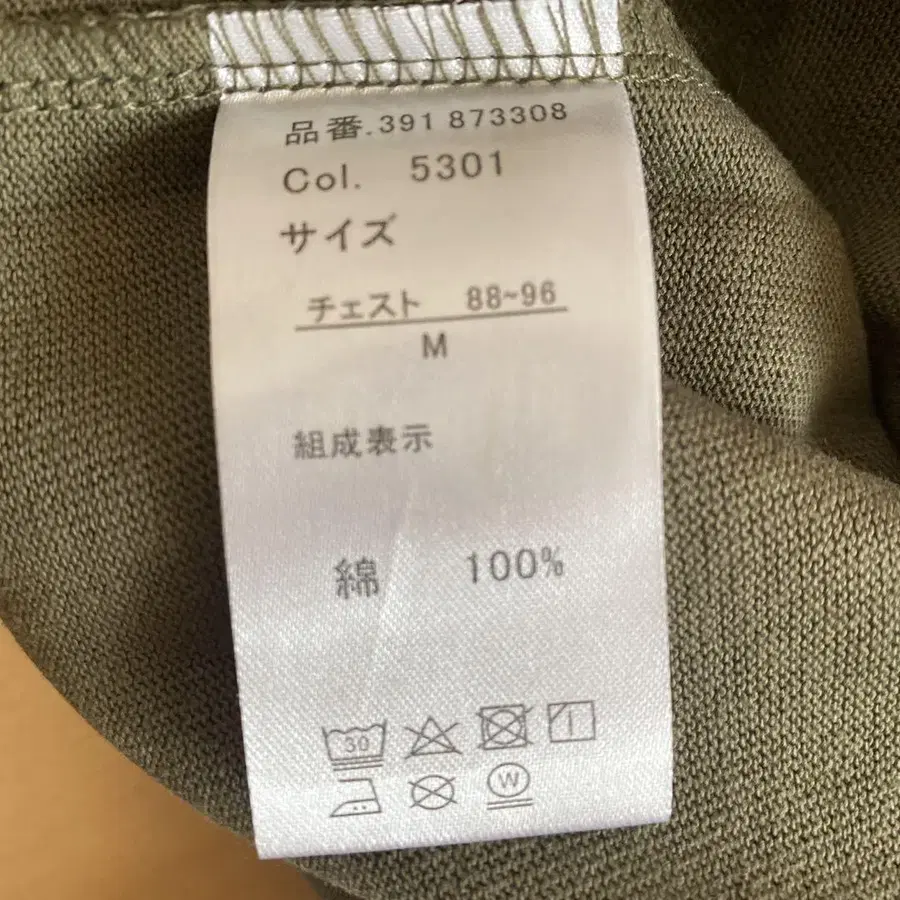 品番.391 873308
Col. 5301
サイズ
チェスト 88~96
M
組成表示
綿 100%
30
W